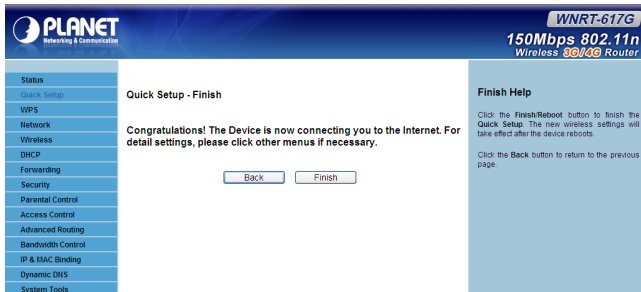 PLANET
Networking & Communication
WNRT-617G
150Mbps 802.11n
Wireless 3G/4G Router
Status
Quick Setup
WPS
Network
Wireless
DHCP
Forwarding
Security
Parental Control
Access Control
Advanced Routing
Bandwidth Control
IP & MAC Binding
Dynamic DNS
System Tools
Quick Setup - Finish
Congratulations! The Device is now connecting you to the Internet. For
detail settings, please click other menus if necessary.
Back
Finish
Finish Help
Click the Finish/Reboot button to finish the
Quick Setup. The new wireless settings will
take effect after the device reboots.
Click the Back button to return to the previous
page.